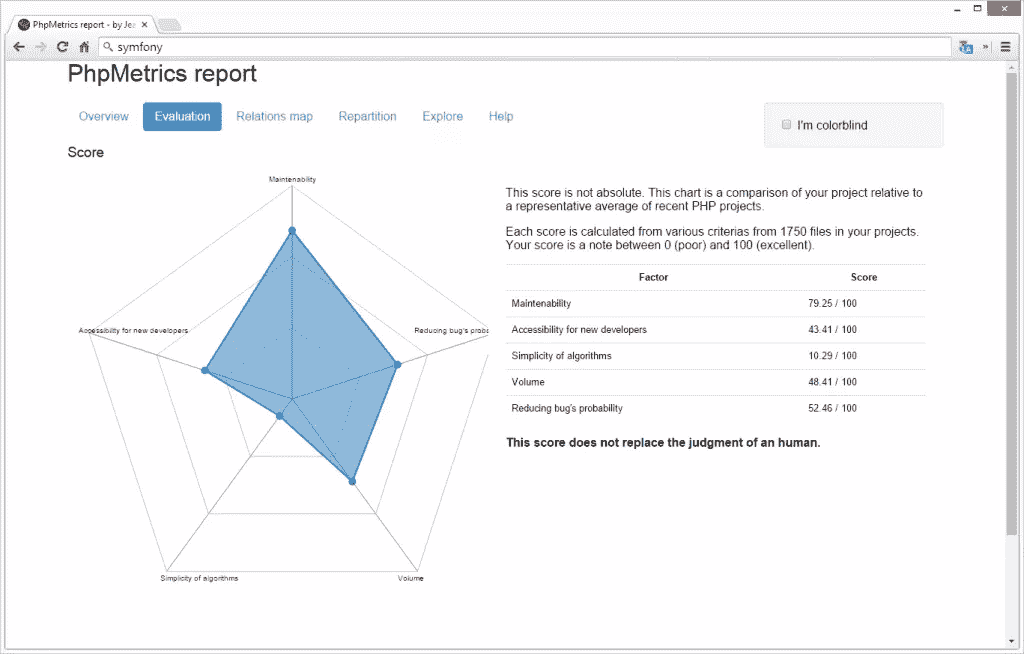 PhpMetrics report - by Je
symfony
PhpMetrics report
Overview Evaluation Relations map Repartition Explore Help
I'm colorblind
Score
Maintenability
Accessibility for new developers
Reducing bug's proba
Simplicity of algorithms
Volume
This score is not absolute. This chart is a comparison of your project relative to
a representative average of recent PHP projects.
Each score is calculated from various criterias from 1750 files in your projects.
Your score is a note between 0 (poor) and 100 (excellent).
Factor Score
Maintenability 79.25 / 100
Accessibility for new developers 43.41 / 100
Simplicity of algorithms 10.29 / 100
Volume 48.41 / 100
Reducing bug's probability 52.46 / 100
This score does not replace the judgment of an human.